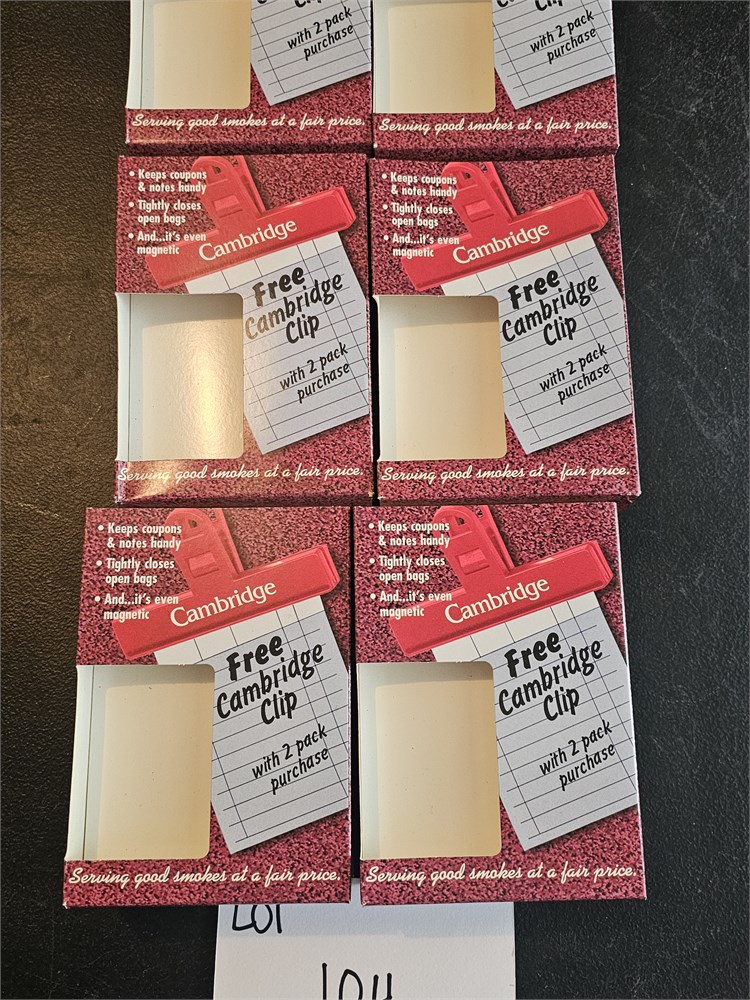 Clip
with 2 pack
purchase
Serving good smokes at a fair price.
Clip
with 2 pack
purchase
Serving good smokes at a fair price.
• Keeps coupons
& notes handy
• Tightly closes
open bags
• And...it's even
magnetic
Cambridge
Free
Cambridge
Clip
with 2 pack
purchase
Serving good smokes at a fair price.
• Keeps coupons
& notes handy
• Tightly closes
open bags
• And...it's even
magnetic
Cambridge
Free
Cambridge
Clip
with 2 pack
purchase
Serving good smokes at a fair price.
• Keeps coupons
& notes handy
• Tightly closes
open bags
• And...it's even
magnetic
Cambridge
Free
Cambridge
Clip
with 2 pack
purchase
Serving good smokes at a fair price.
• Keeps coupons
& notes handy
• Tightly closes
open bags
• And...it's even
magnetic
Cambridge
Free
Cambridge
Clip
with 2 pack
purchase
Serving good smokes at a fair price.
LOT
104